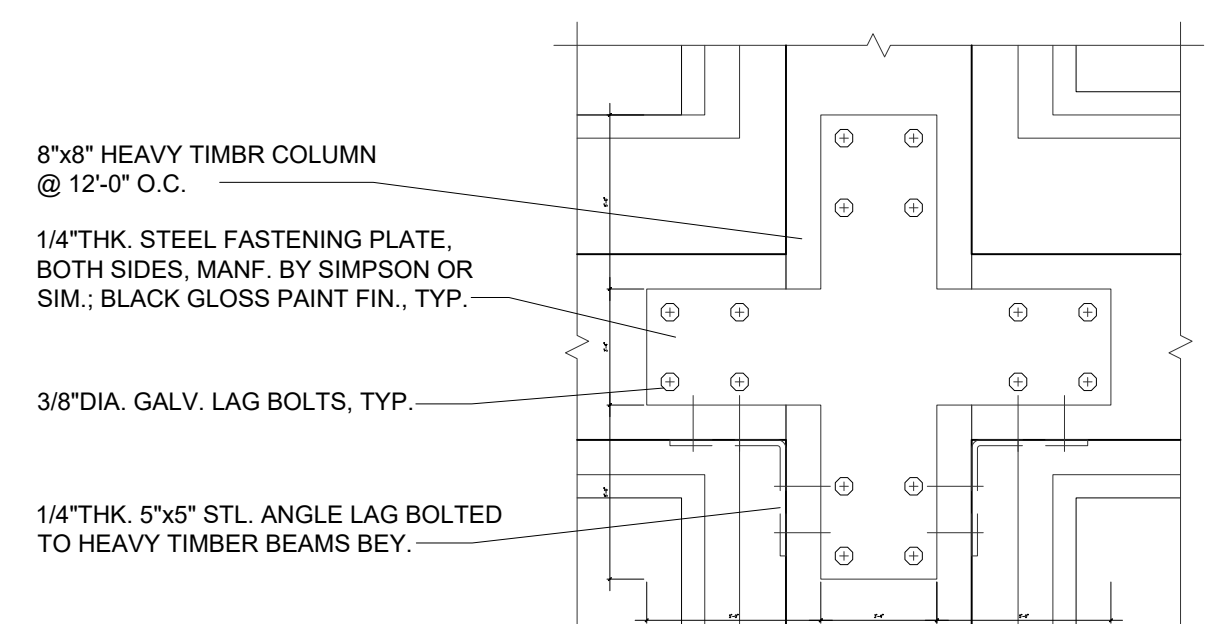 8"x8" HEAVY TIMBR COLUMN
@ 12'-0" O.C.
1/4"THK. STEEL FASTENING PLATE,
BOTH SIDES, MANF. BY SIMPSON OR
SIM.; BLACK GLOSS PAINT FIN., TYP.
3/8"DIA. GALV. LAG BOLTS, TYP.
1/4"THK. 5"x5" STL. ANGLE LAG BOLTED
TO HEAVY TIMBER BEAMS BEY.